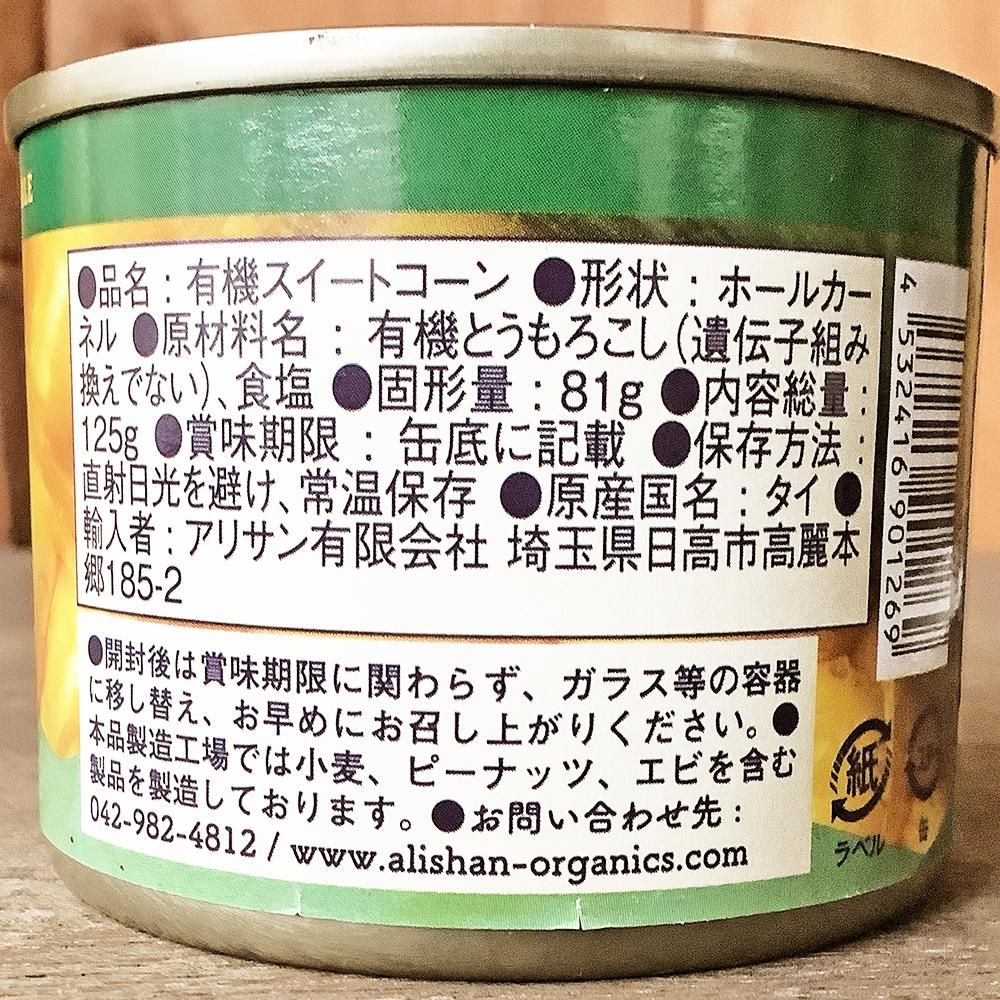 ●品名：有機スイートコーン ●形状：ホールカー
ネル ●原材料名：有機とうもろこし（遺伝子組み
換えでない）、食塩 ●固形量：81g ●内容総量：
125g ●賞味期限：缶底に記載 ●保存方法：
直射日光を避け、常温保存 ●原産国名：タイ ●
輸入者：アリサン有限会社 埼玉県日高市高麗本
郷185-2
●開封後は賞味期限に関わらず、ガラス等の容器
に移し替え、お早めにお召し上がりください。●
本品製造工場では小麦、ピーナッツ、エビを含む
製品を製造しております。●お問い合わせ先：
042-982-4812 / www.alishan-organics.com
4 532416 901269
紙
ラベル
缶